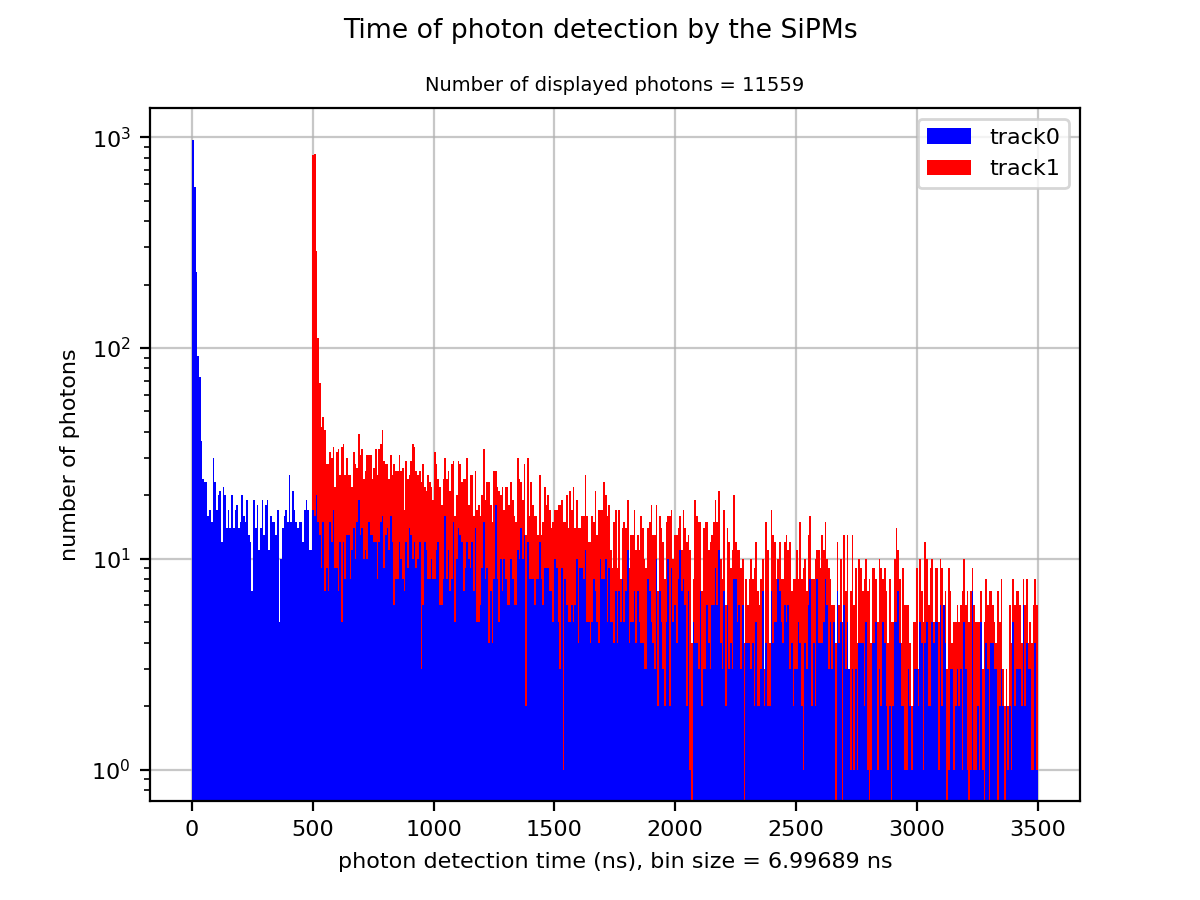 Time of photon detection by the SiPMs
Number of displayed photons = 11559
track0
track1
number of photons
10³
10²
10¹
10⁰
0 500 1000 1500 2000 2500 3000 3500
photon detection time (ns), bin size = 6.99689 ns